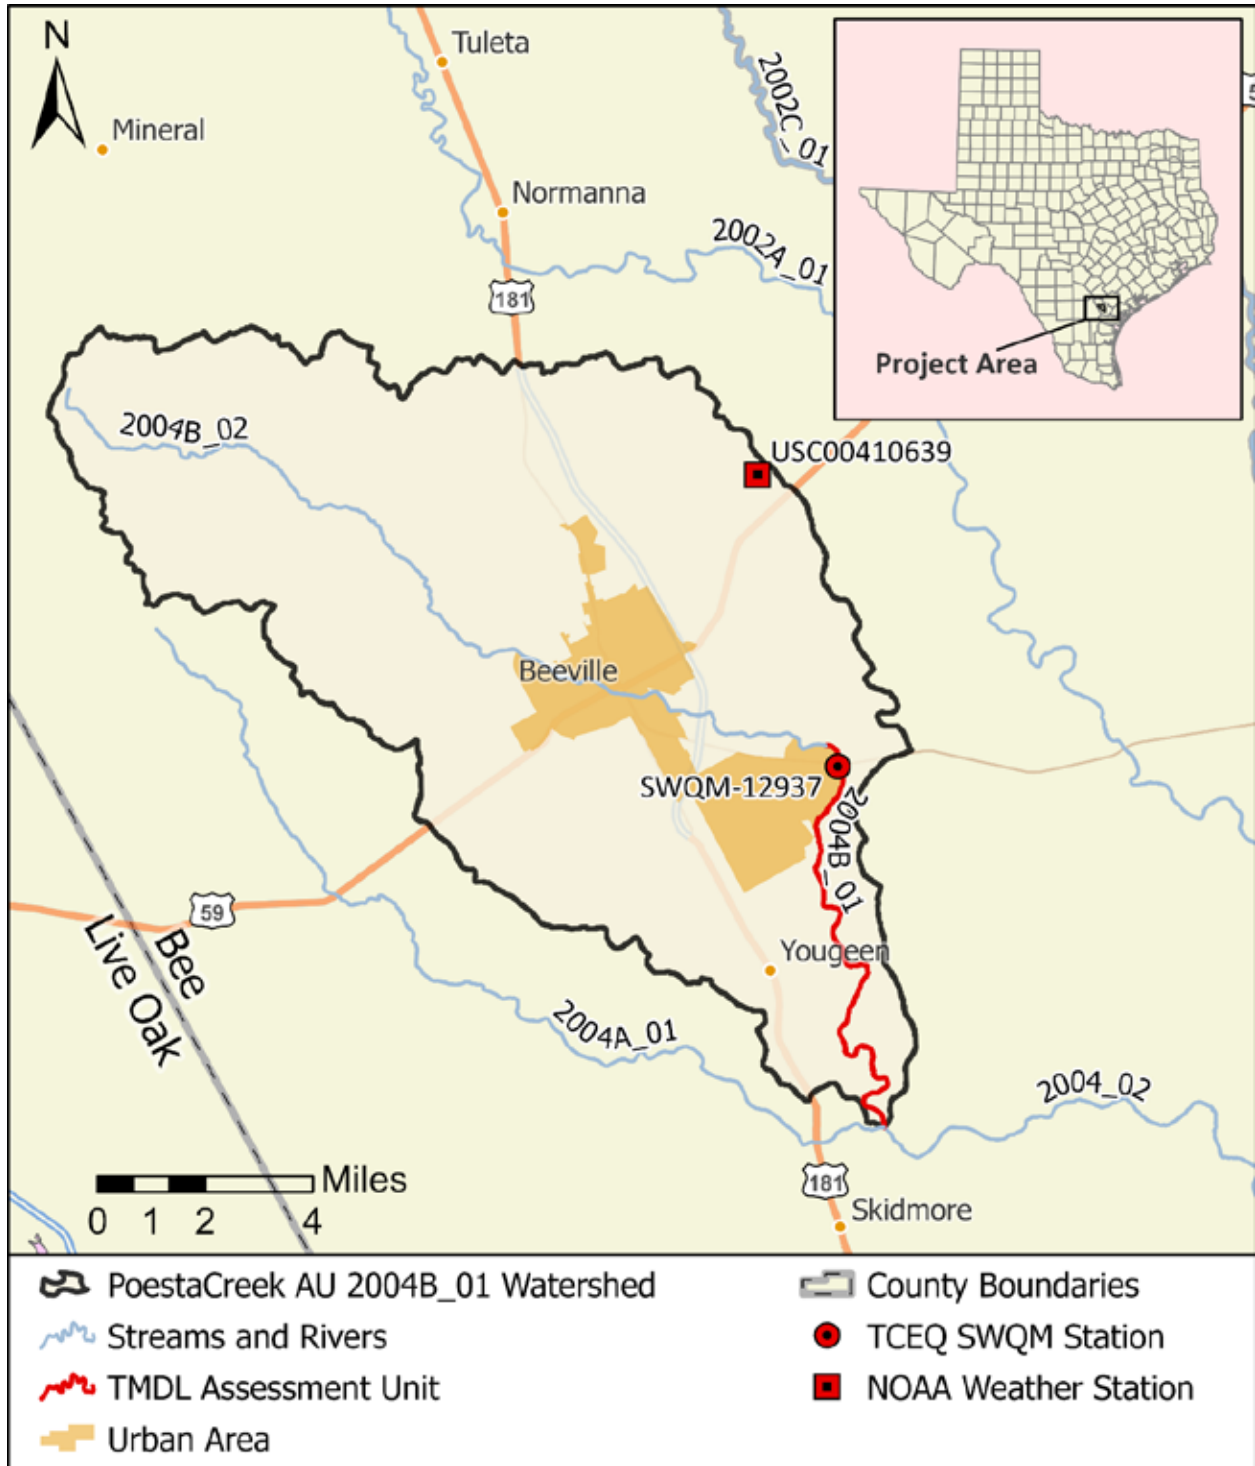 N
Tuleta
Mineral
Normanna
2002C_01
2002A_01
181
5
Project Area
2004B_02
USC00410639
Beeville
SWQM-12937
2004B_01
59
Bee
Live Oak
Yougeen
2004A_01
2004_02
Miles
0 1 2 4
181
Skidmore
PoestaCreek AU 2004B_01 Watershed
Streams and Rivers
TMDL Assessment Unit
Urban Area
County Boundaries
TCEQ SWQM Station
NOAA Weather Station